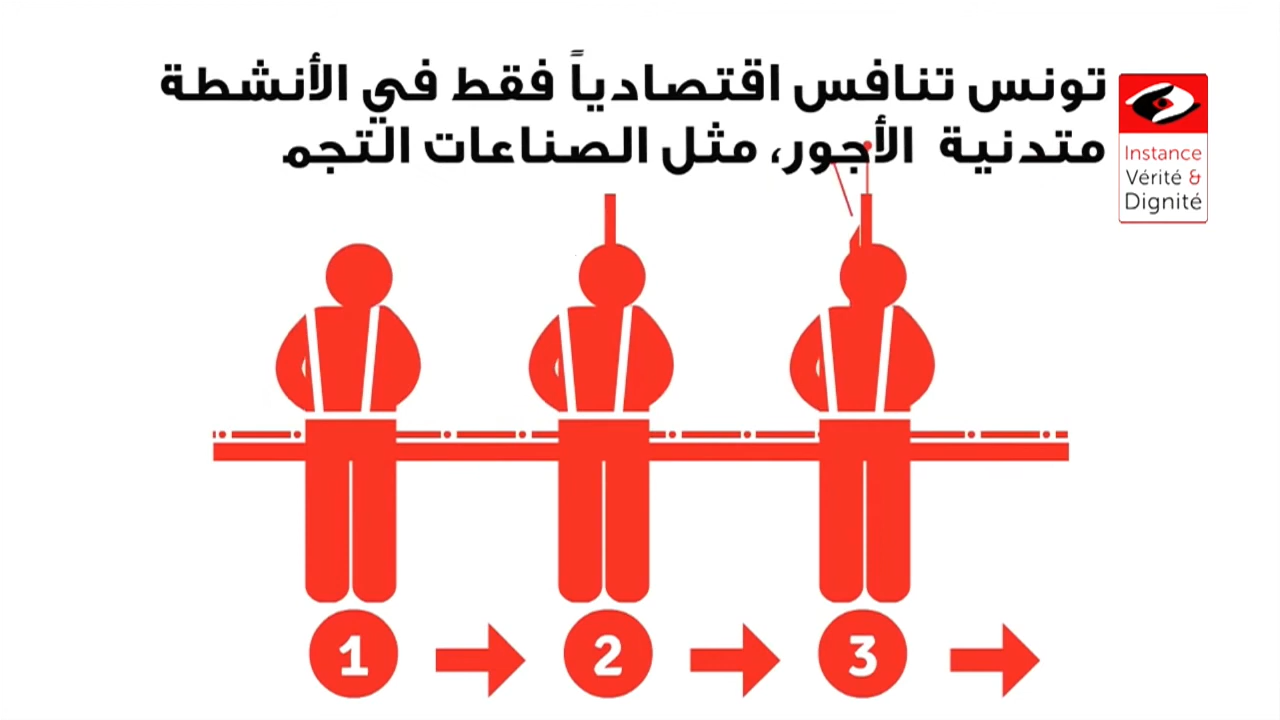 تونس تنافس اقتصادياً فقط في الأنشطة
متدنية الأجور، مثل الصناعات التجم
Instance
Vérité &
Dignité
1
2
3